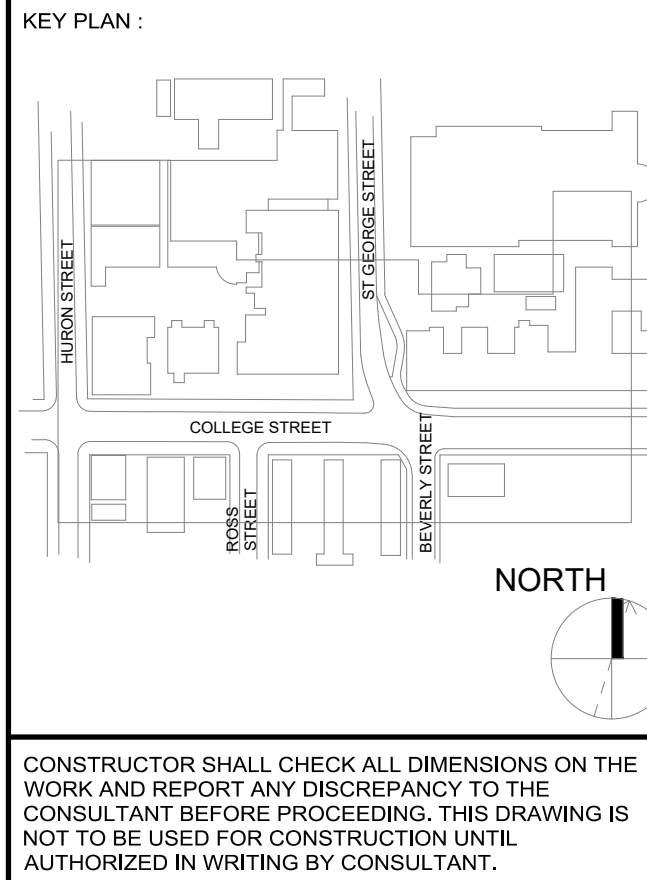 KEY PLAN :
HURON STREET
ST GEORGE STREET
COLLEGE STREET
ROSS
STREET
BEVERLY STREET
NORTH
CONSTRUCTOR SHALL CHECK ALL DIMENSIONS ON THE
WORK AND REPORT ANY DISCREPANCY TO THE
CONSULTANT BEFORE PROCEEDING. THIS DRAWING IS
NOT TO BE USED FOR CONSTRUCTION UNTIL
AUTHORIZED IN WRITING BY CONSULTANT.